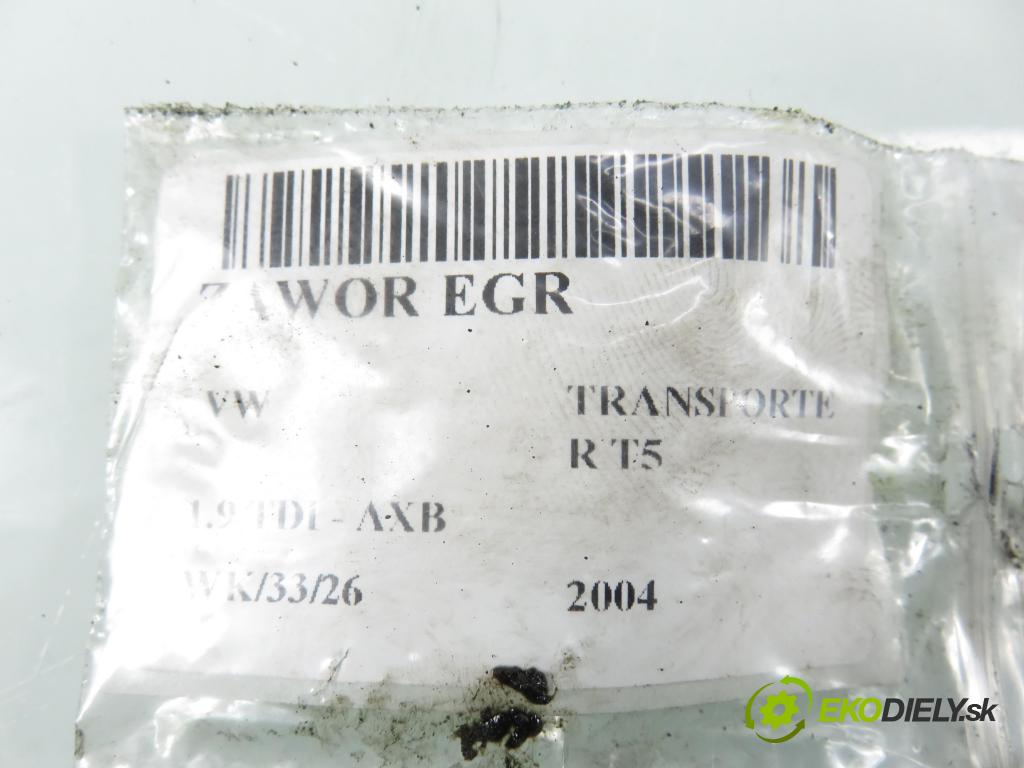 ZAWOR EGR
VW
TRANSPORTE
R T5
1.9 TDI - AXB
WK/33/26
2004
EKODIELY.sk